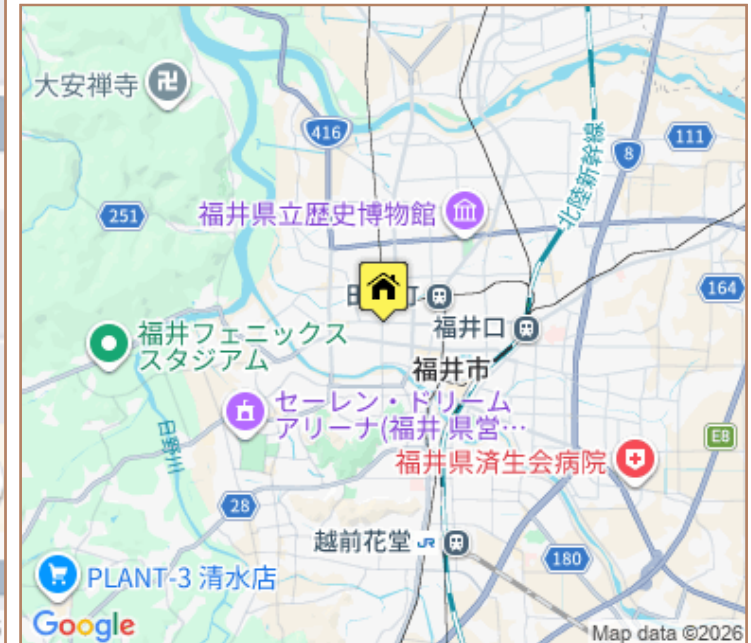 大安禅寺
416
111
8
北陸新幹線
251
福井県立歴史博物館
164
福井口
福井フェニックス
スタジアム
福井市
セーレン・ドリーム
アリーナ(福井 県営…
日野川
E8
福井県済生会病院
28
越前花堂 JR
180
PLANT-3 清水店
Google
Map data ©2026